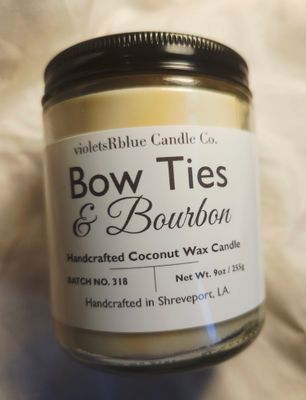 violetsRblue Candle Co.
Bow Ties
& Bourbon
Handcrafted Coconut Wax Candle
BATCH NO. 318
Net Wt. 9oz / 255g
Handcrafted in Shreveport, LA.